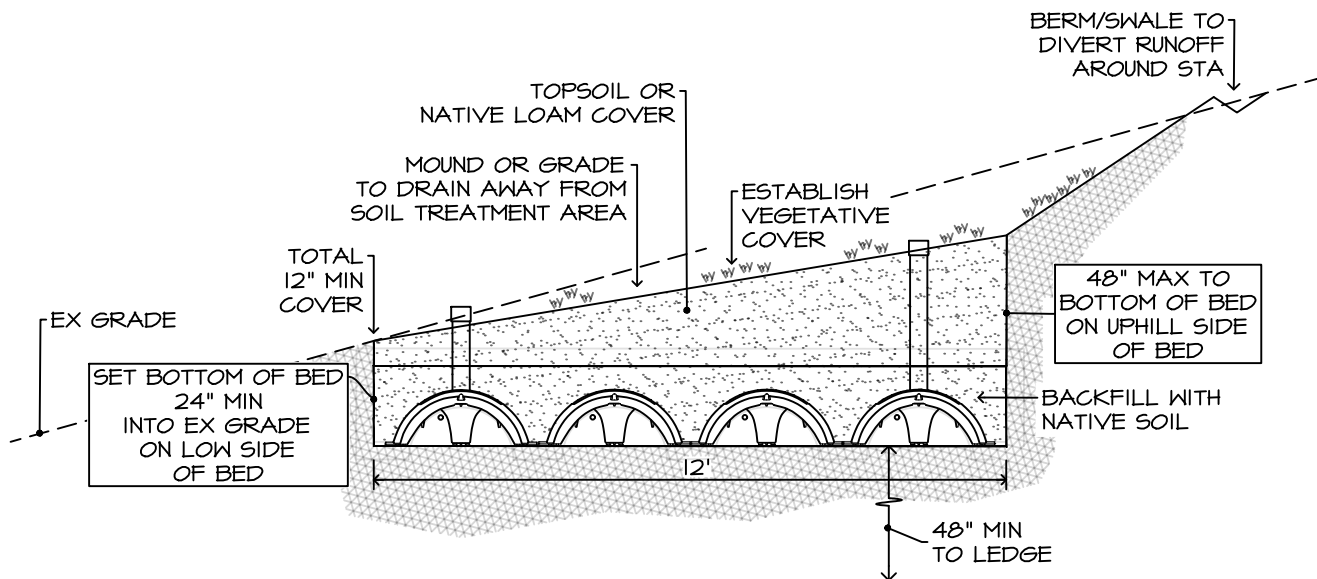 BERM/SWALE TO
DIVERT RUNOFF
AROUND STA
TOPSOIL OR
NATIVE LOAM COVER
MOUND OR GRADE
TO DRAIN AWAY FROM
SOIL TREATMENT AREA
ESTABLISH
VEGETATIVE
COVER
TOTAL
12" MIN
COVER
EX GRADE
48" MAX TO
BOTTOM OF BED
ON UPHILL SIDE
OF BED
SET BOTTOM OF BED
24" MIN
INTO EX GRADE
ON LOW SIDE
OF BED
BACKFILL WITH
NATIVE SOIL
12'
48" MIN
TO LEDGE